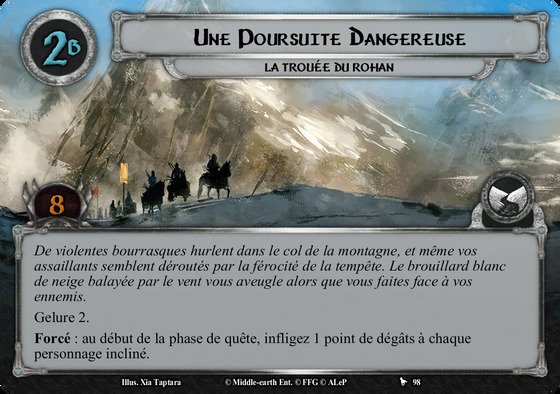 2B
Une Poursuite Dangereuse
La Trouée du Rohan
8
De violentes bourrasques hurlent dans le col de la montagne, et même vos
assaillants semblent déroutés par la férocité de la tempête. Le brouillard blanc
de neige balayée par le vent vous aveugle alors que vous faites face à vos
ennemis.
Gelure 2.
Forcé : au début de la phase de quête, infligez 1 point de dégâts à chaque
personnage incliné.
Illus. Xia Taptara © Middle-earth Ent. © FFG © ALeP 98